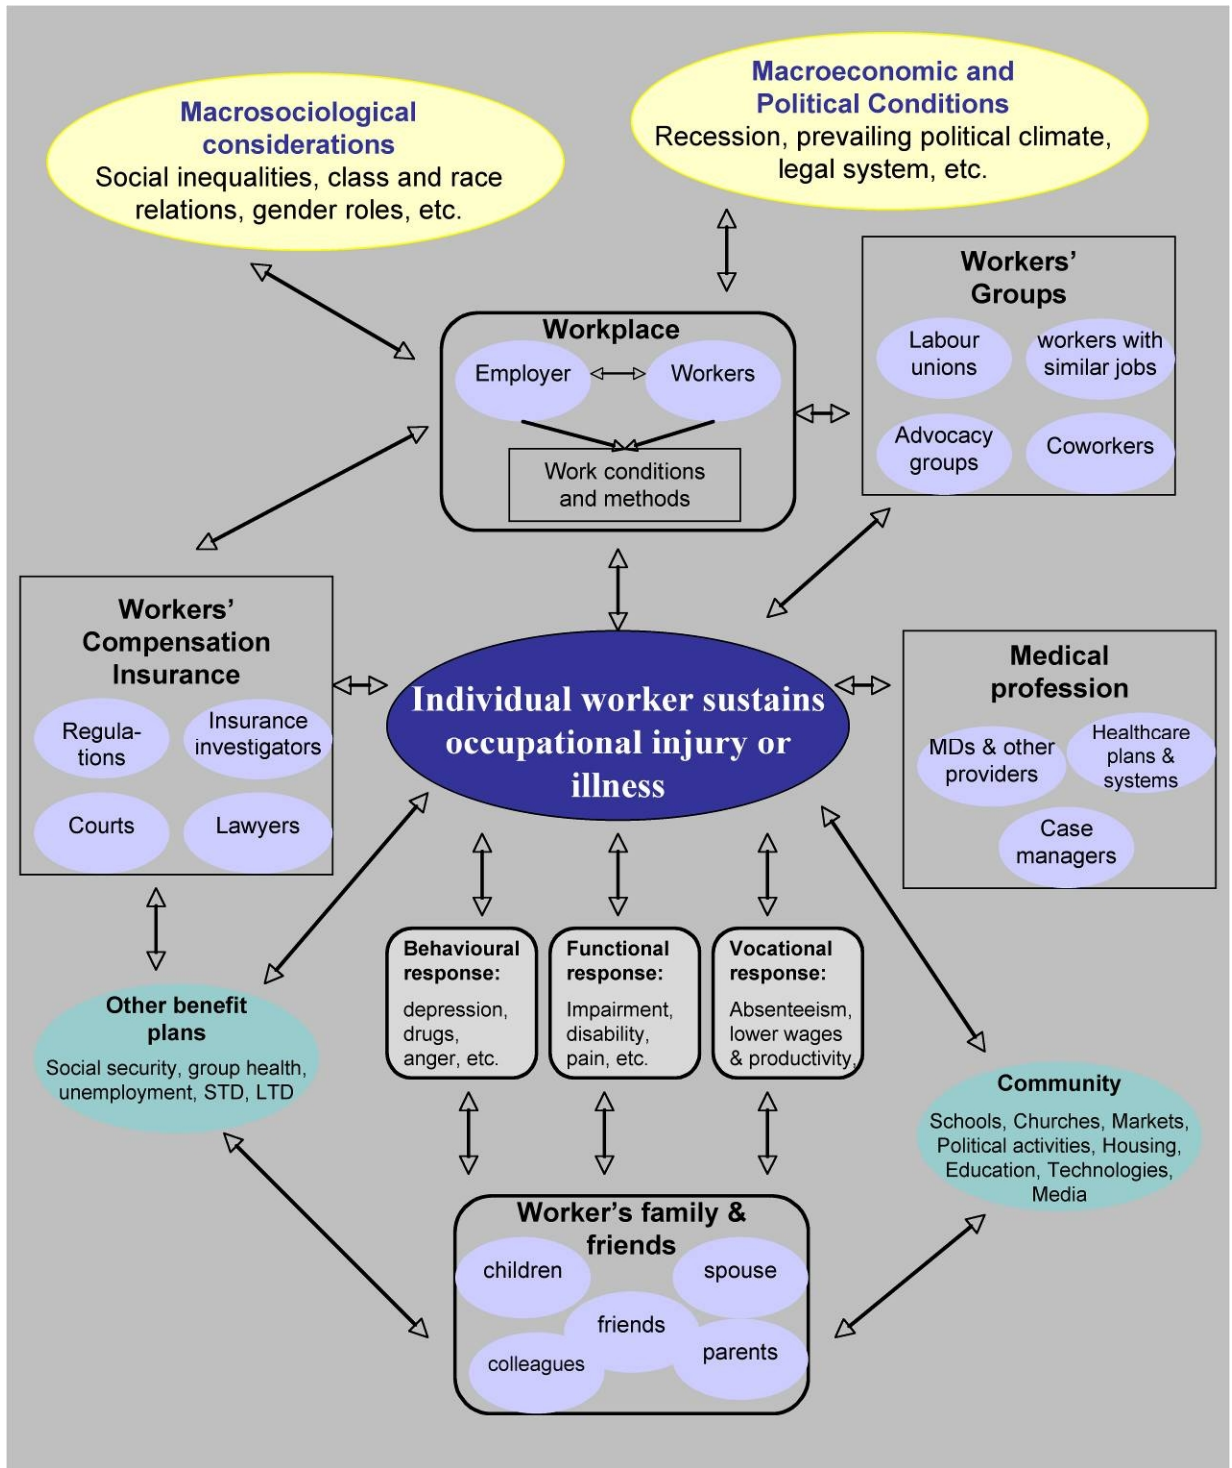 Macrosociological
considerations
Social inequalities, class and race
relations, gender roles, etc.
Macroeconomic and
Political Conditions
Recession, prevailing political climate,
legal system, etc.
Workplace
Employer
Workers
Work conditions
and methods
Workers’
Groups
Labour
unions
workers with
similar jobs
Advocacy
groups
Coworkers
Workers’
Compensation
Insurance
Regula-
tions
Insurance
investigators
Courts
Lawyers
Individual worker sustains
occupational injury or
illness
Medical
profession
MDs & other
providers
Healthcare
plans &
systems
Case
managers
Behavioural
response:
depression,
drugs,
anger, etc.
Functional
response:
Impairment,
disability,
pain, etc.
Vocational
response:
Absenteeism,
lower wages
& productivity,
Other benefit
plans
Social security, group health,
unemployment, STD, LTD
Community
Schools, Churches, Markets,
Political activities, Housing,
Education, Technologies,
Media
Worker’s family &
friends
children
spouse
friends
colleagues
parents